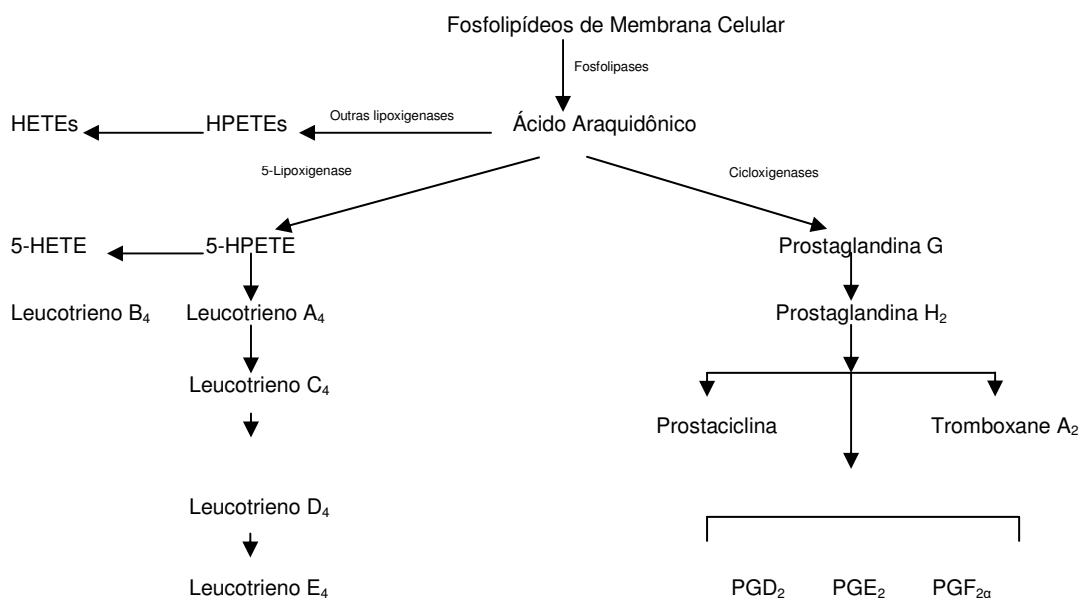 Fosfolipídeos de Membrana Celular
Fosfolipases
HETEs HPETEs Outras lipoxigenases Ácido Araquidônico
5-Lipoxigenase Cicloxigenases
5-HETE 5-HPETE Prostaglandina G
Leucotrieno B₄ Leucotrieno A₄ Prostaglandina H₂
Leucotrieno C₄
Prostaciclina Tromboxane A₂
Leucotrieno D₄
Leucotrieno E₄ PGD₂ PGE₂ PGF₂α